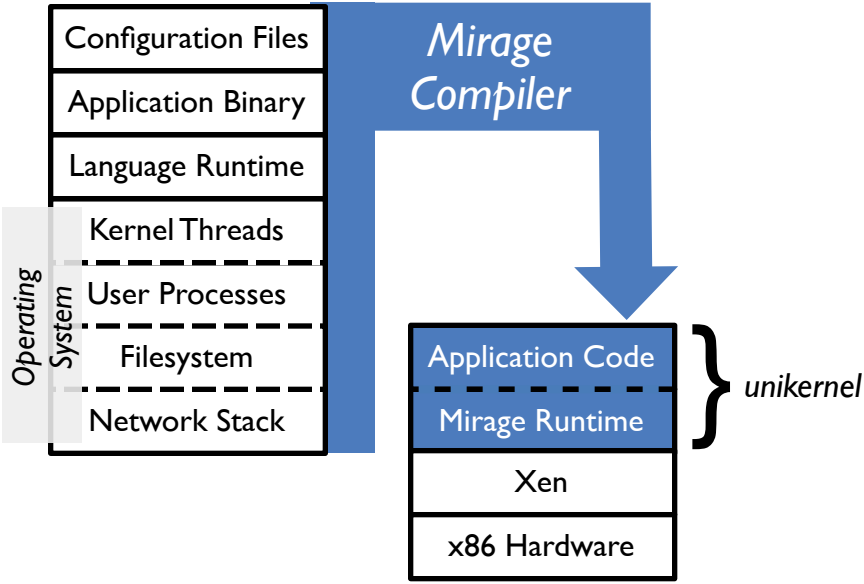 Configuration Files
Application Binary
Language Runtime
Kernel Threads
User Processes
Filesystem
Network Stack
Operating
System
Mirage
Compiler
Application Code
Mirage Runtime
Xen
x86 Hardware
unikernel